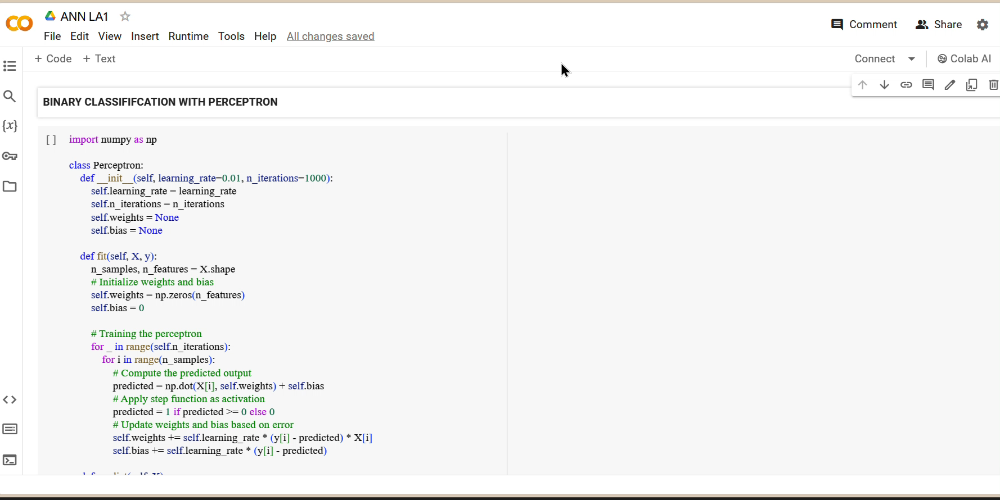 ANN LA1
File Edit View Insert Runtime Tools Help All changes saved
Comment Share
+ Code + Text
Connect Colab AI
BINARY CLASSIFIFCATION WITH PERCEPTRON
{x}
[ ] import numpy as np
class Perceptron:
def __init__(self, learning_rate=0.01, n_iterations=1000):
self.learning_rate = learning_rate
self.n_iterations = n_iterations
self.weights = None
self.bias = None
def fit(self, X, y):
n_samples, n_features = X.shape
# Initialize weights and bias
self.weights = np.zeros(n_features)
self.bias = 0
# Training the perceptron
for _ in range(self.n_iterations):
for i in range(n_samples):
# Compute the predicted output
predicted = np.dot(X[i], self.weights) + self.bias
# Apply step function as activation
predicted = 1 if predicted >= 0 else 0
# Update weights and bias based on error
self.weights += self.learning_rate * (y[i] - predicted) * X[i]
self.bias += self.learning_rate * (y[i] - predicted)